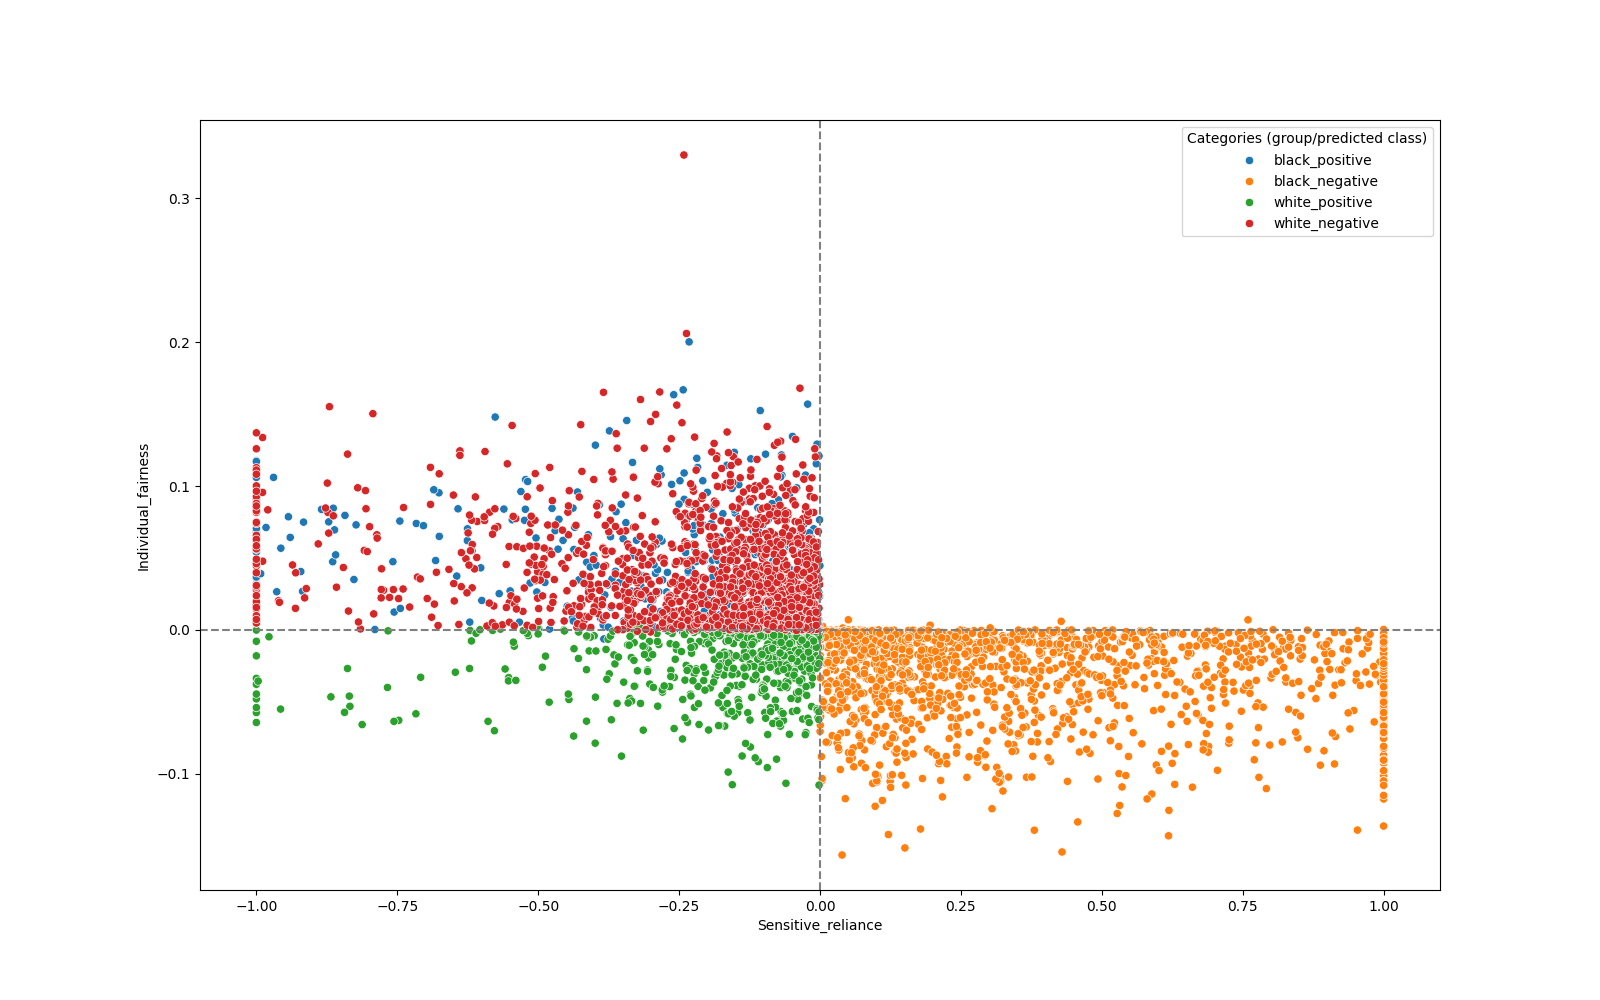 Categories (group/predicted class)
black_positive
black_negative
white_positive
white_negative
0.3
0.2
0.1
0.0
−0.1
Individual_fairness
−1.00 −0.75 −0.50 −0.25 0.00 0.25 0.50 0.75 1.00
Sensitive_reliance